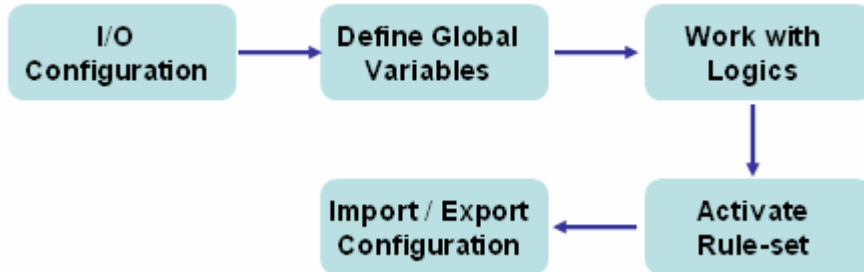 I/O
Configuration
Define Global
Variables
Work with
Logics
Activate
Rule-set
Import / Export
Configuration